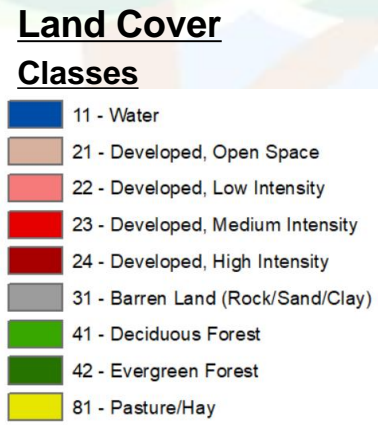 Land Cover
Classes
11 - Water
21 - Developed, Open Space
22 - Developed, Low Intensity
23 - Developed, Medium Intensity
24 - Developed, High Intensity
31 - Barren Land (Rock/Sand/Clay)
41 - Deciduous Forest
42 - Evergreen Forest
81 - Pasture/Hay